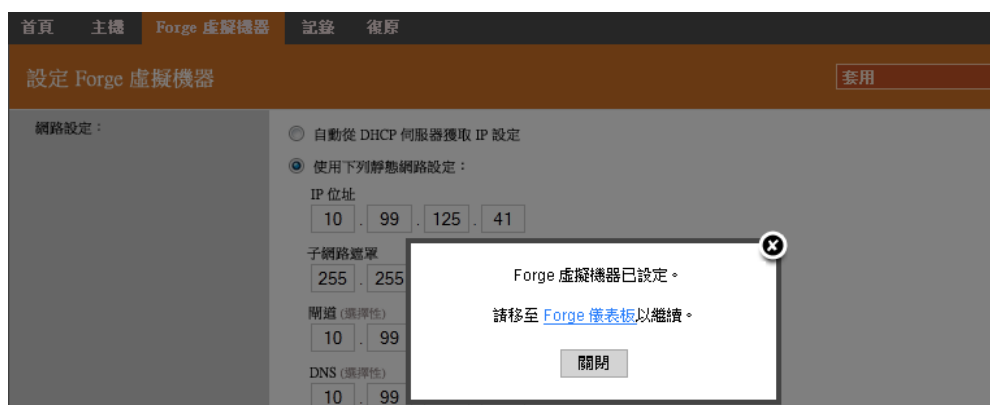 首頁 主機 Forge 虛擬機器 記錄 復原
設定 Forge 虛擬機器
套用
網路設定：
自動從 DHCP 伺服器獲取 IP 設定
使用下列靜態網路設定：
IP 位址
10 . 99 . 125 . 41
子網路遮罩
255 . 255
閘道 (選擇性)
10 . 99
DNS (選擇性)
10 . 99
Forge 虛擬機器已設定。
請移至 Forge 儀表板以繼續。
關閉